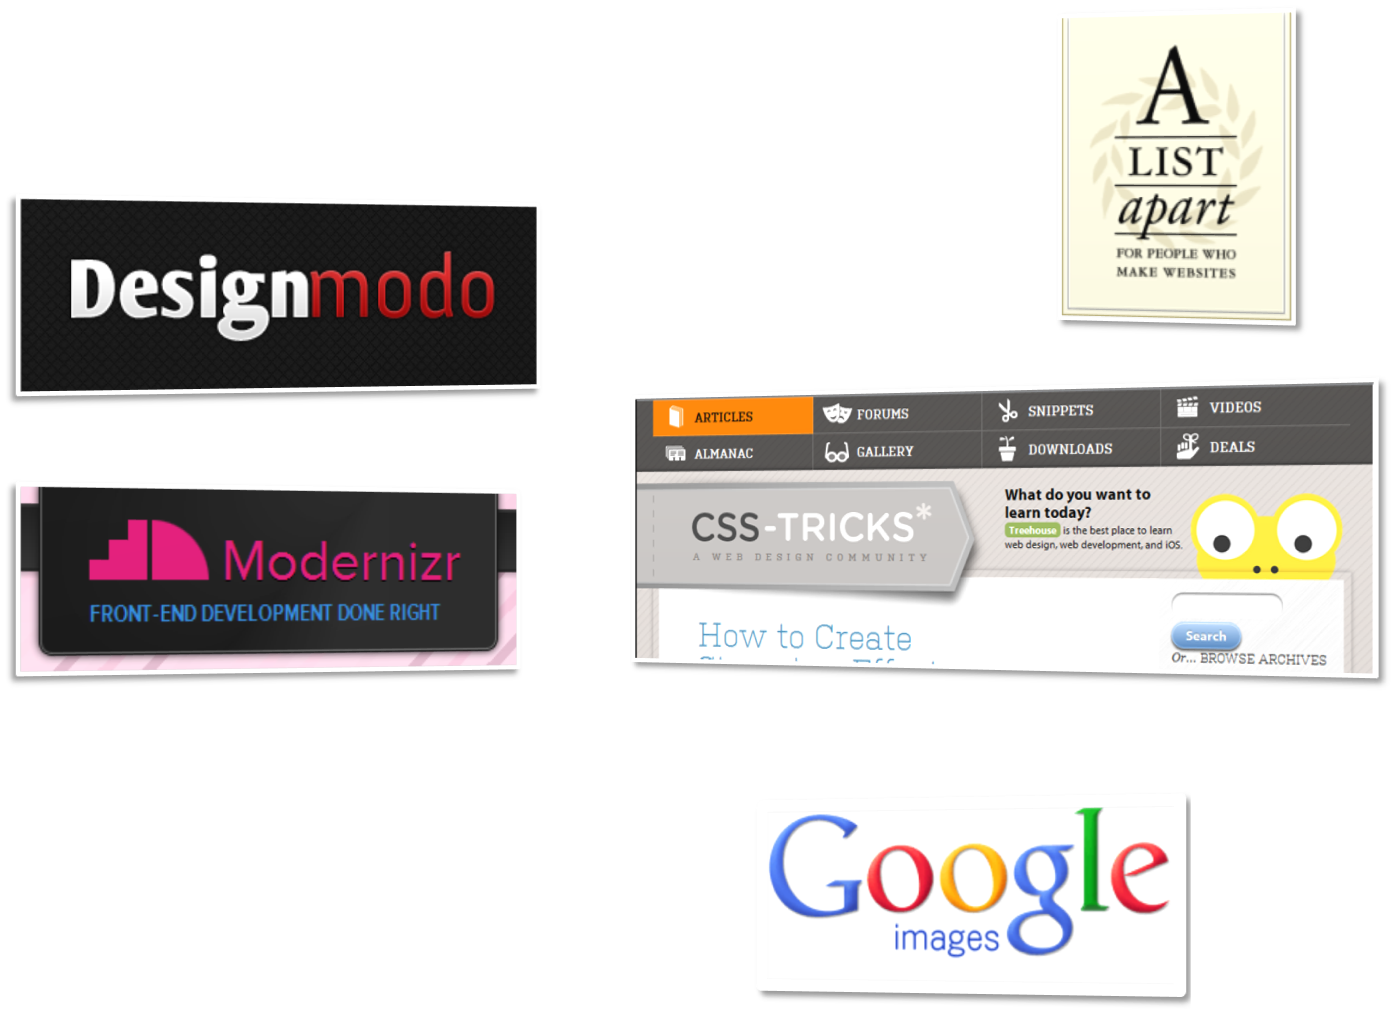 A
LIST
apart
FOR PEOPLE WHO
MAKE WEBSITES
Designmodo
ARTICLES
FORUMS
SNIPPETS
VIDEOS
ALMANAC
GALLERY
DOWNLOADS
DEALS
CSS-TRICKS*
A WEB DESIGN COMMUNITY
What do you want to
learn today?
Treehouse is the best place to learn
web design, web development, and iOS.
How to Create
Search
Or... BROWSE ARCHIVES
Modernizr
FRONT-END DEVELOPMENT DONE RIGHT
Google
images